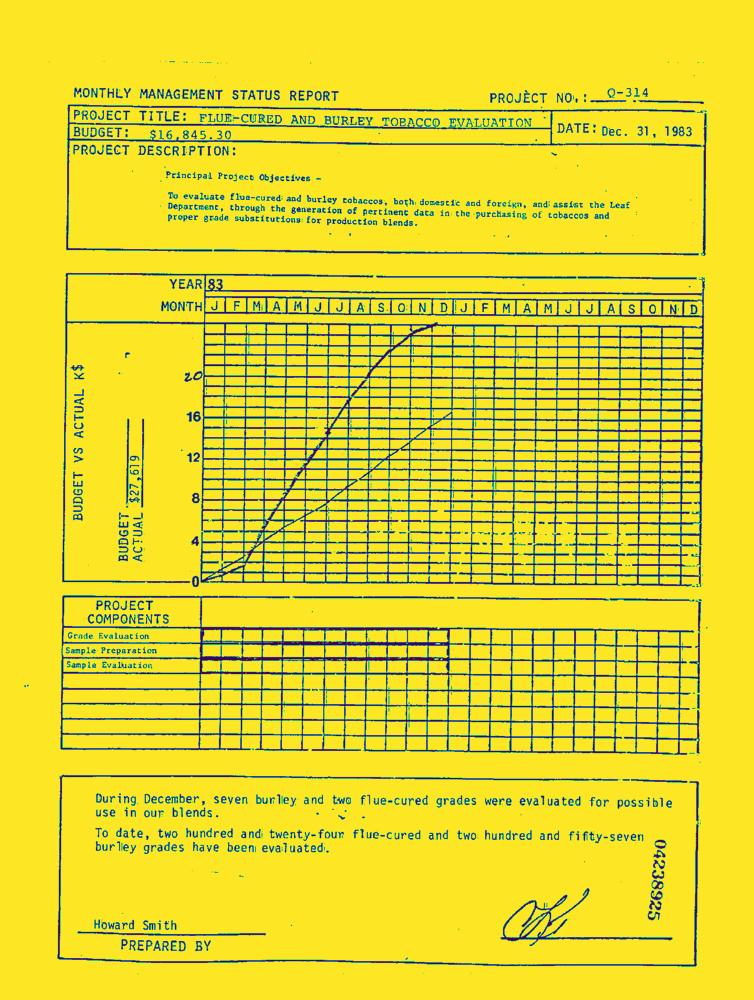 MONTHLY MANAGEMENT STATUS REPORT PROJECT NO.: Q-314
PROJECT TITLE: FLUE-CURED AND BURLEY TOBACCO EVALUATION
BUDGET: $16,845.30 DATE: Dec. 31, 1983
PROJECT DESCRIPTION:
Principal Project Objectives -
To evaluate flue-cured and burley tobaccos, both domestic and foreign, and assist the Leaf
Department, through the generation of pertinent data in the purchasing of tobaccos and
proper grade substitutions for production blends.
YEAR 83
MONTH J F M A M J J A S O N D J F M A M J J A S O N D
BUDGET VS ACTUAL K$
BUDGET
ACTUAL $27,619
20
16
12
8
4
0
PROJECT
COMPONENTS
Grade Evaluation
Sample Preparation
Sample Evaluation
During December, seven burley and two flue-cured grades were evaluated for possible
use in our blends.
To date, two hundred and twenty-four flue-cured and two hundred and fifty-seven
burley grades have been evaluated.
04238925
Howard Smith
PREPARED BY